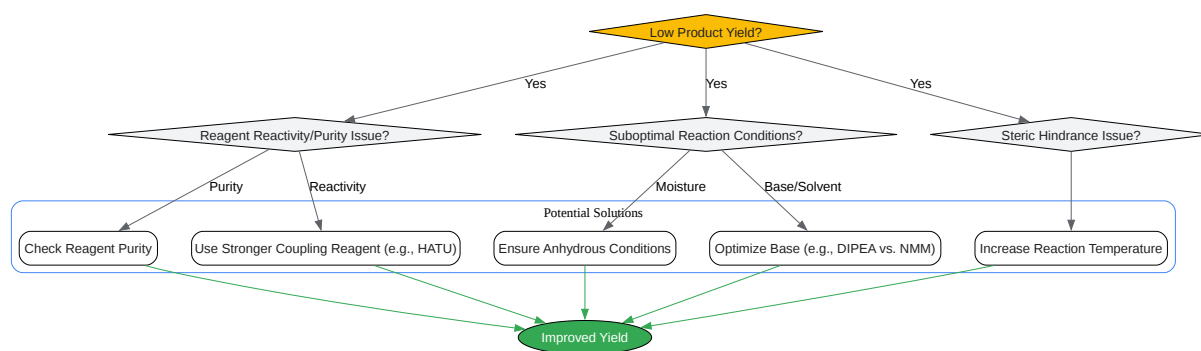 Low Product Yield?
Yes
Yes
Yes
Reagent Reactivity/Purity Issue?
Suboptimal Reaction Conditions?
Steric Hindrance Issue?
Purity
Reactivity
Moisture
Base/Solvent
Potential Solutions
Check Reagent Purity
Use Stronger Coupling Reagent (e.g., HATU)
Ensure Anhydrous Conditions
Optimize Base (e.g., DIPEA vs. NMM)
Increase Reaction Temperature
Improved Yield